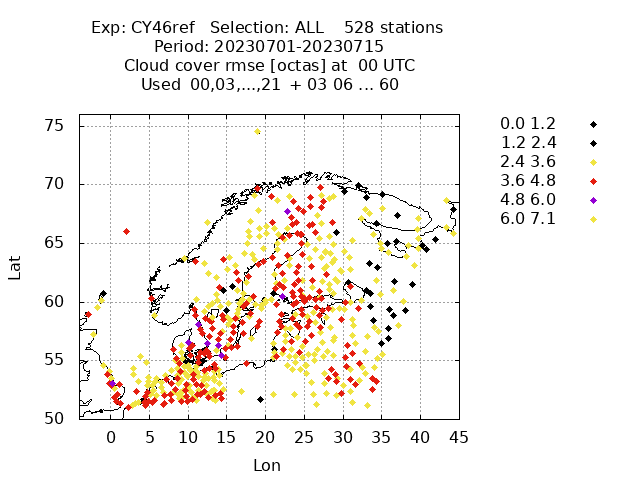 Exp: CY46ref   Selection: ALL    528 stations
Period: 20230701-20230715
Cloud cover rmse [octas] at  00 UTC
Used  00,03,...,21  + 03 06 ... 60
75
70
65
60
55
50
Lat
0 5 10 15 20 25 30 35 40 45
Lon
0.0 1.2
1.2 2.4
2.4 3.6
3.6 4.8
4.8 6.0
6.0 7.1